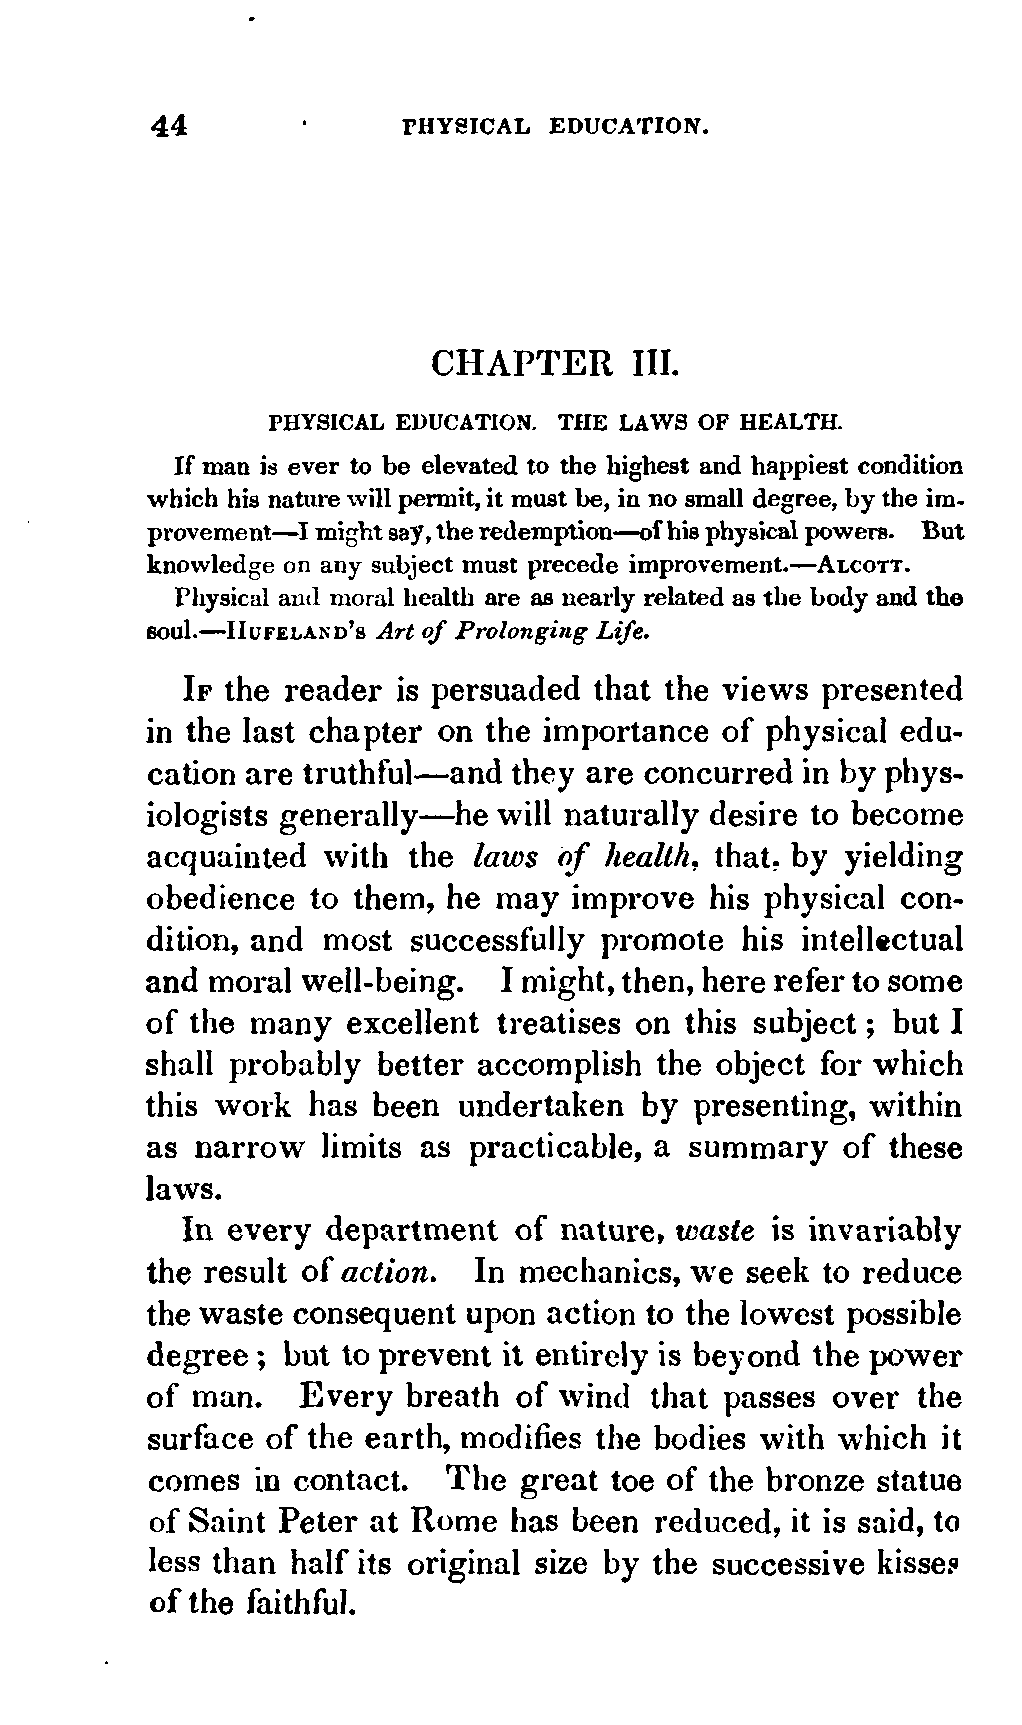 44 PHYSICAL EDUCATION.
CHAPTER III.
PHYSICAL EDUCATION. THE LAWS OF HEALTH.
If man is ever to be elevated to the highest and happiest condition
which his nature will permit, it must be, in no small degree, by the im-
provement—I might say, the redemption—of his physical powers. But
knowledge on any subject must precede improvement.—ALCOTT.
Physical and moral health are as nearly related as the body and the
soul.—HUFELAND'S Art of Prolonging Life.
IF the reader is persuaded that the views presented
in the last chapter on the importance of physical edu-
cation are truthful—and they are concurred in by phys-
iologists generally—he will naturally desire to become
acquainted with the laws of health, that, by yielding
obedience to them, he may improve his physical con-
dition, and most successfully promote his intellectual
and moral well-being. I might, then, here refer to some
of the many excellent treatises on this subject; but I
shall probably better accomplish the object for which
this work has been undertaken by presenting, within
as narrow limits as practicable, a summary of these
laws.
In every department of nature, waste is invariably
the result of action. In mechanics, we seek to reduce
the waste consequent upon action to the lowest possible
degree; but to prevent it entirely is beyond the power
of man. Every breath of wind that passes over the
surface of the earth, modifies the bodies with which it
comes in contact. The great toe of the bronze statue
of Saint Peter at Rome has been reduced, it is said, to
less than half its original size by the successive kisses
of the faithful.